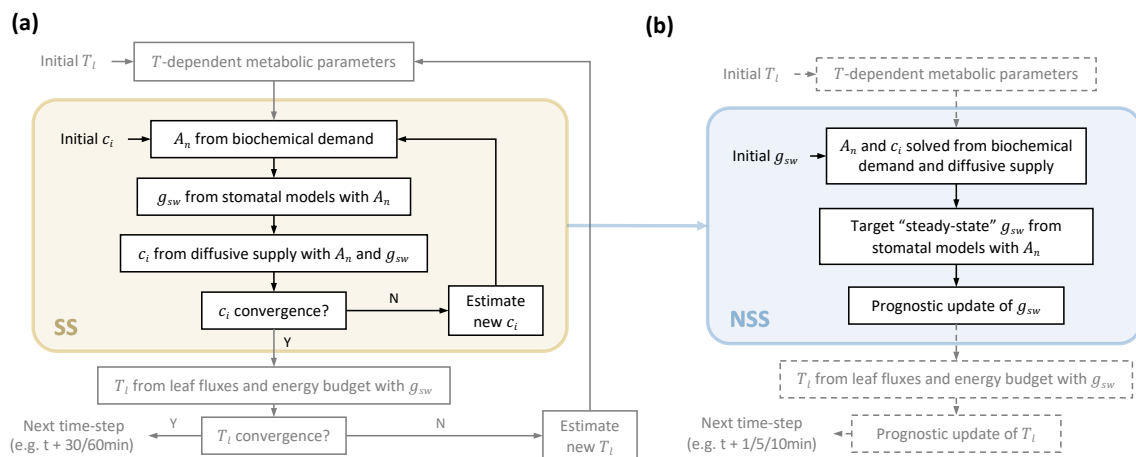 (a)
Initial T_l
T-dependent metabolic parameters
Initial c_i
A_n from biochemical demand
g_sw from stomatal models with A_n
c_i from diffusive supply with A_n and g_sw
c_i convergence?
N
Estimate
new c_i
SS
Y
T_l from leaf fluxes and energy budget with g_sw
Next time-step
(e.g. t + 30/60min)
Y
T_l convergence?
N
Estimate
new T_l
(b)
Initial T_l
T-dependent metabolic parameters
Initial g_sw
A_n and c_i solved from biochemical
demand and diffusive supply
Target “steady-state” g_sw from
stomatal models with A_n
Prognostic update of g_sw
NSS
T_l from leaf fluxes and energy budget with g_sw
Next time-step
(e.g. t + 1/5/10min)
Prognostic update of T_l